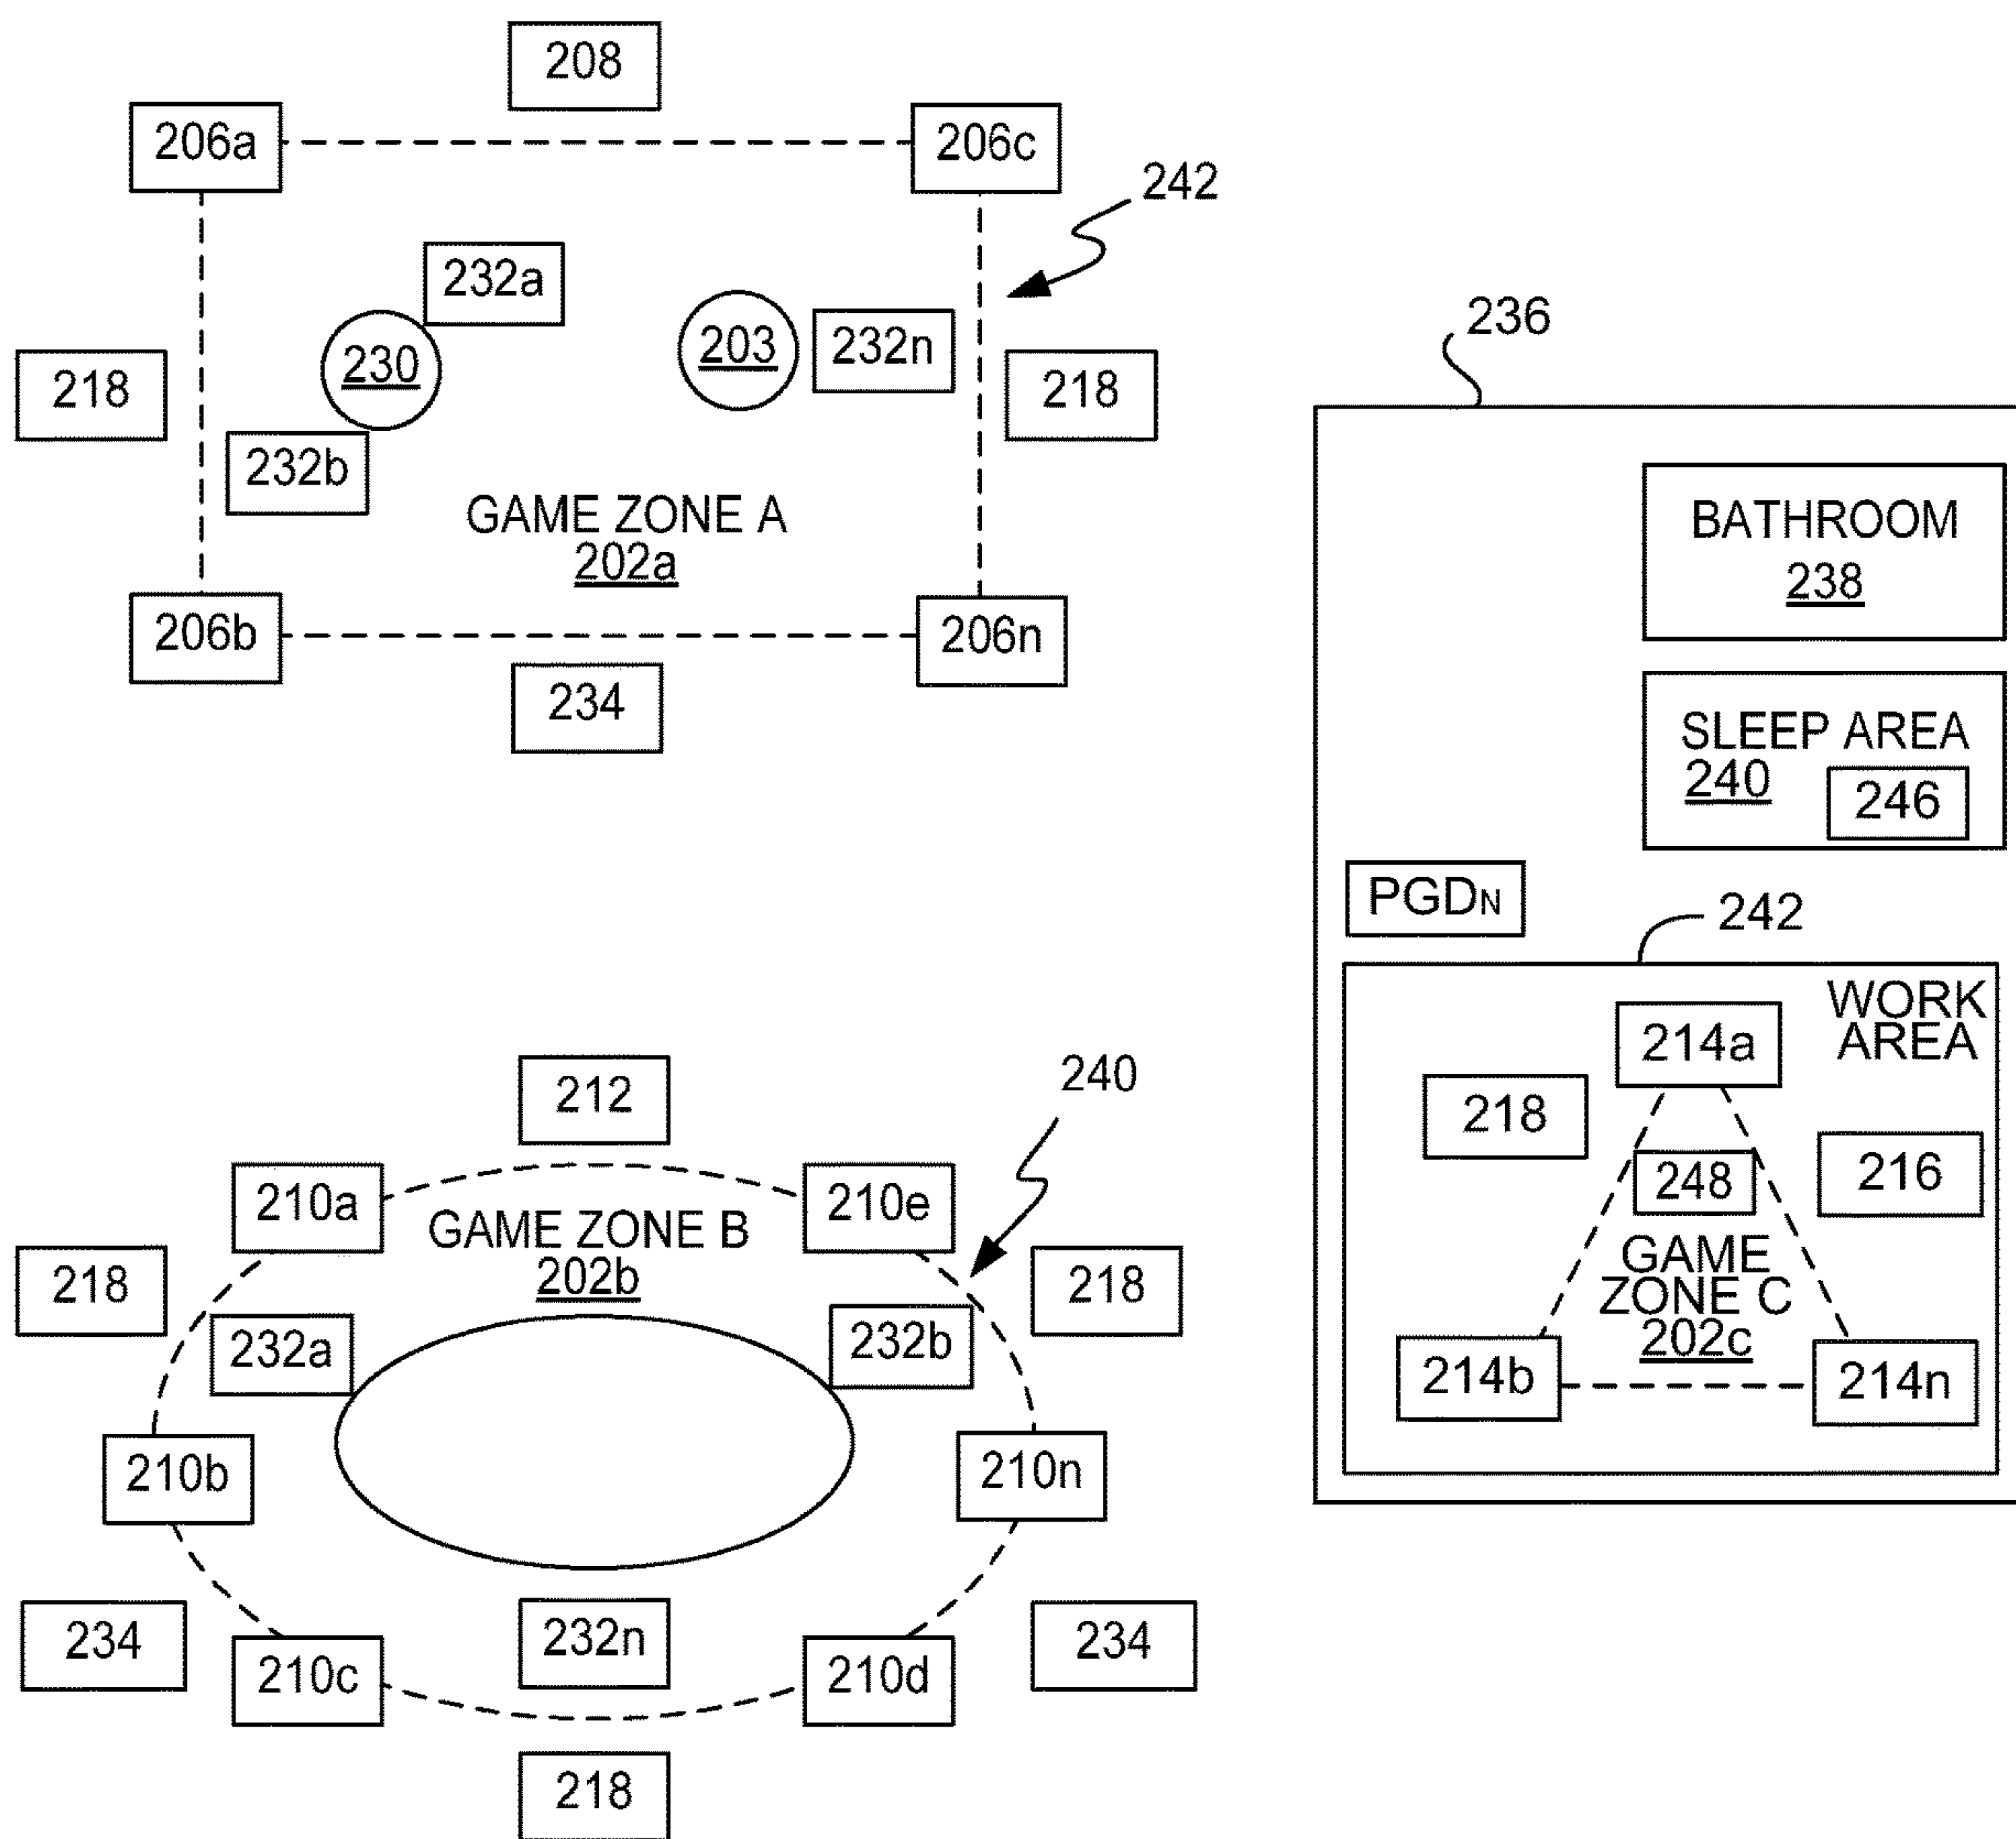 208
206a
206c
242
232a
230
203
232n
218
218
232b
GAME ZONE A
202a
206b
206n
234
236
BATHROOM
238
SLEEP AREA
240
246
PGDN
242
WORK
AREA
214a
218
216
248
GAME
ZONE C
202c
214b
214n
212
240
210a
210e
GAME ZONE B
202b
218
218
232a
232b
210b
210n
234
232n
234
210c
210d
218